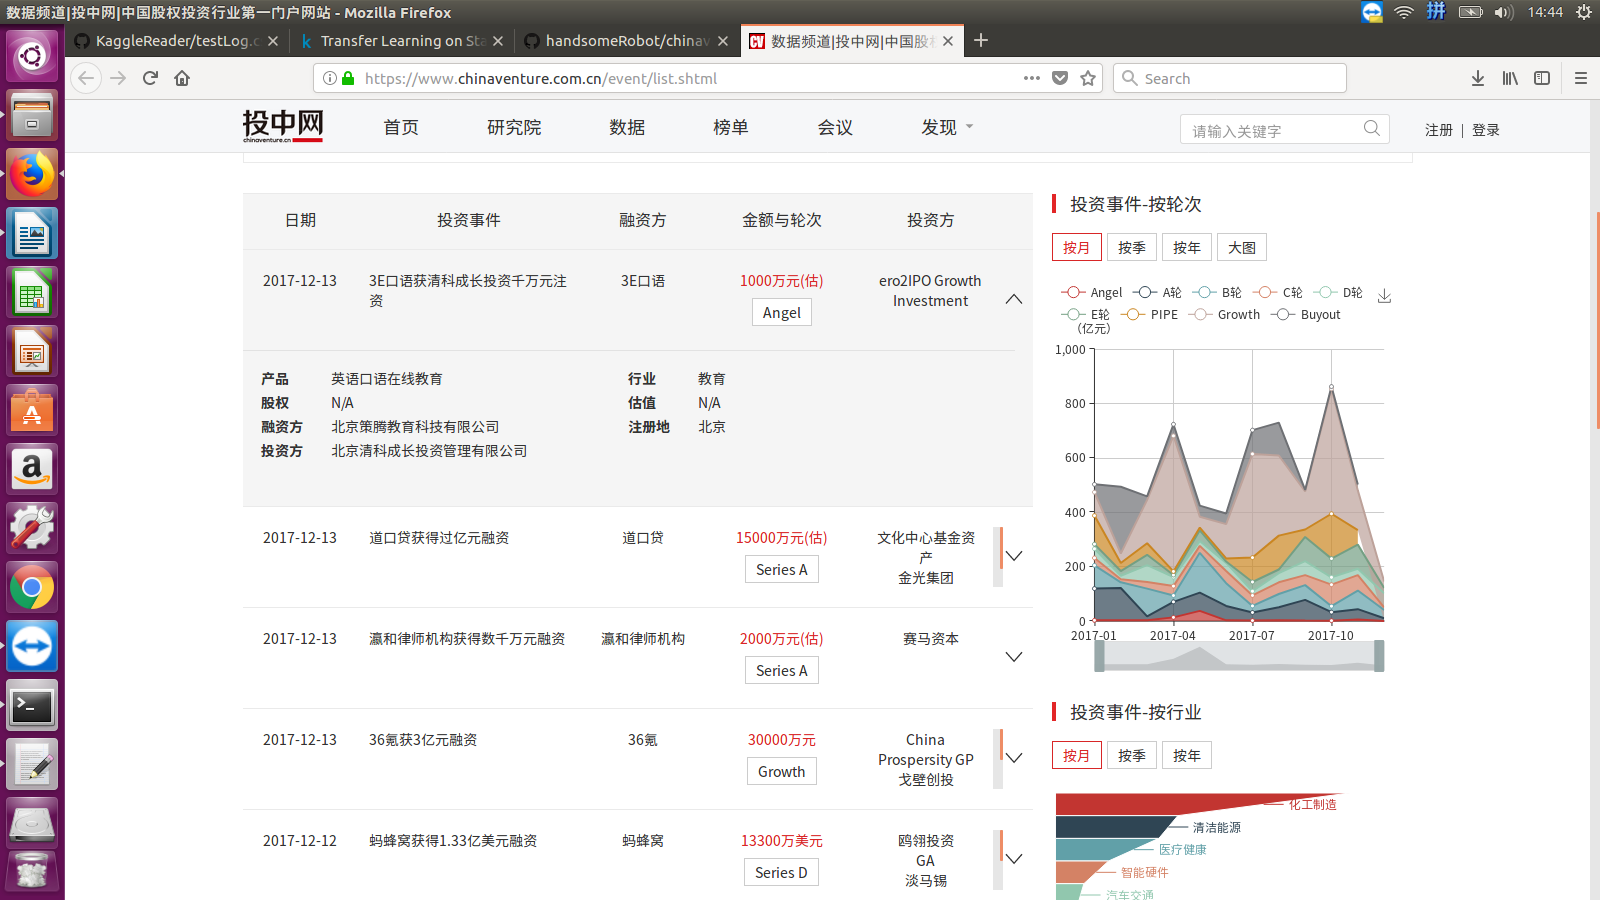 数据频道|投中网|中国股权投资行业第一门户网站 - Mozilla Firefox
拼
14:44
KaggleReader/testLog.c
Transfer Learning on Sta
handsomeRobot/chinav
数据频道|投中网|中国股权
https://www.chinaventure.com.cn/event/list.shtml
Search
投中网
chinaventure.cn
首页
研究院
数据
榜单
会议
发现
请输入关键字
注册 | 登录
日期
投资事件
融资方
金额与轮次
投资方
2017-12-13
3E口语获清科成长投资千万元注
资
3E口语
1000万元(估)
Angel
ero2IPO Growth
Investment
产品
英语口语在线教育
行业
教育
股权
N/A
估值
N/A
融资方
北京策腾教育科技有限公司
注册地
北京
投资方
北京清科成长投资管理有限公司
2017-12-13
道口贷获得过亿元融资
道口贷
15000万元(估)
Series A
文化中心基金资
产
金光集团
2017-12-13
瀛和律师机构获得数千万元融资
瀛和律师机构
2000万元(估)
Series A
赛马资本
2017-12-13
36氪获3亿元融资
36氪
30000万元
Growth
China
Prospersity GP
戈壁创投
2017-12-12
蚂蜂窝获得1.33亿美元融资
蚂蜂窝
13300万美元
Series D
鸥翎投资
GA
淡马锡
投资事件-按轮次
按月
按季
按年
大图
Angel
A轮
B轮
C轮
D轮
E轮
PIPE
Growth
Buyout
(亿元)
1,000
800
600
400
200
0
2017-01
2017-04
2017-07
2017-10
投资事件-按行业
按月
按季
按年
化工制造
清洁能源
医疗健康
智能硬件
汽车交通